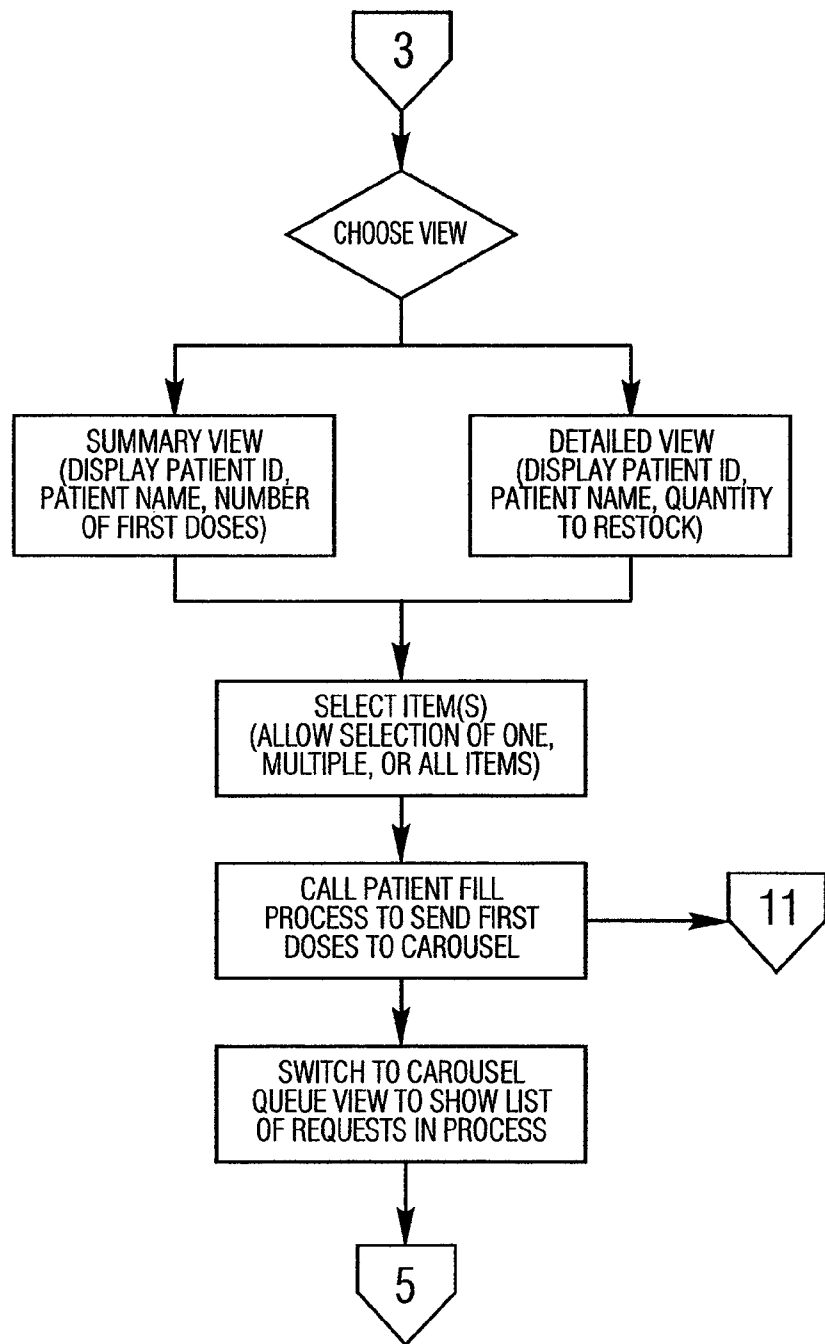 3
CHOOSE VIEW
SUMMARY VIEW
(DISPLAY PATIENT ID,
PATIENT NAME, NUMBER
OF FIRST DOSES)
DETAILED VIEW
(DISPLAY PATIENT ID,
PATIENT NAME, QUANTITY
TO RESTOCK)
SELECT ITEM(S)
(ALLOW SELECTION OF ONE,
MULTIPLE, OR ALL ITEMS)
CALL PATIENT FILL
PROCESS TO SEND FIRST
DOSES TO CAROUSEL
11
SWITCH TO CAROUSEL
QUEUE VIEW TO SHOW LIST
OF REQUESTS IN PROCESS
5